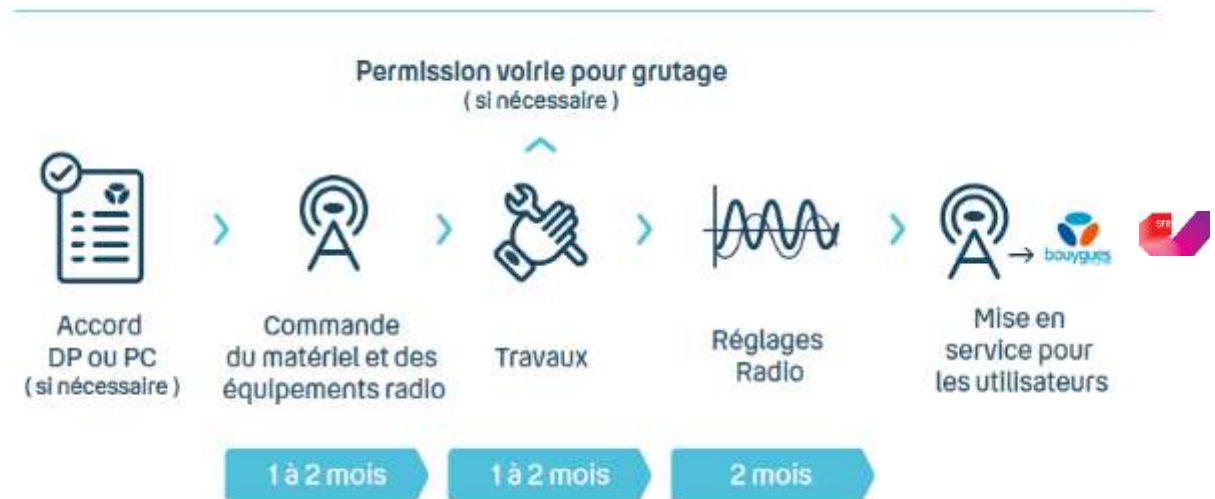 Permission voirie pour grutage
( si nécessaire )
Accord
DP ou PC
( si nécessaire )
Commande
du matériel et des
équipements radio
Travaux
Réglages
Radio
bouygues
SFR
Mise en
service pour
les utilisateurs
1 à 2 mois
1 à 2 mois
2 mois